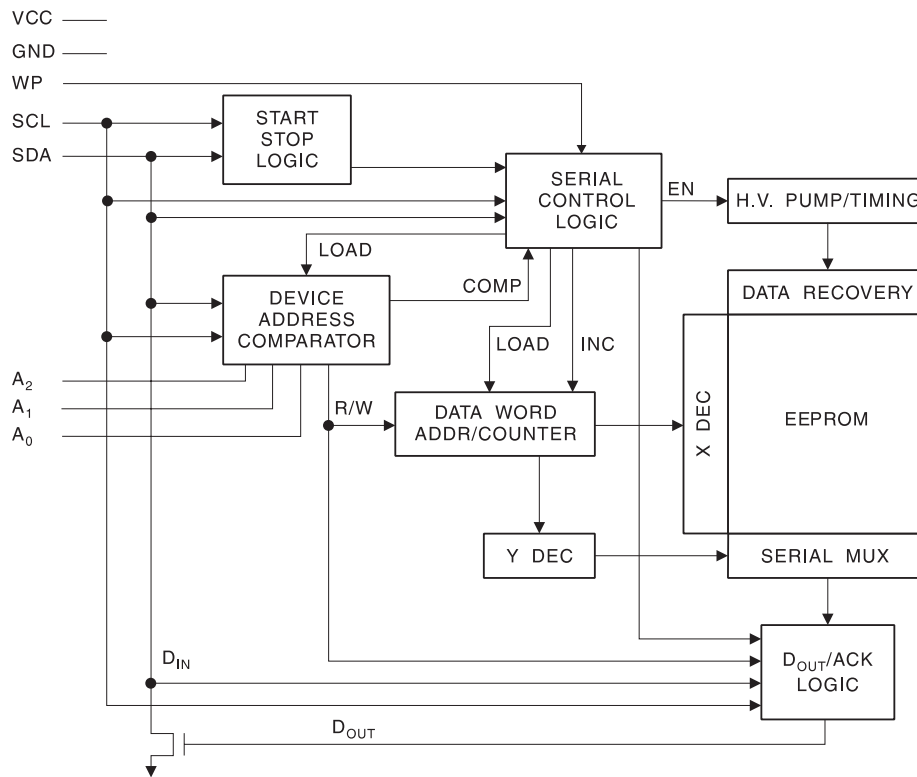 VCC
GND
WP
SCL
SDA
START
STOP
LOGIC
SERIAL
CONTROL
LOGIC
EN
H.V. PUMP/TIMING
LOAD
COMP
DEVICE
ADDRESS
COMPARATOR
DATA RECOVERY
LOAD
INC
A2
A1
A0
R/W
DATA WORD
ADDR/COUNTER
X DEC
EEPROM
Y DEC
SERIAL MUX
DIN
DOUT/ACK
LOGIC
DOUT